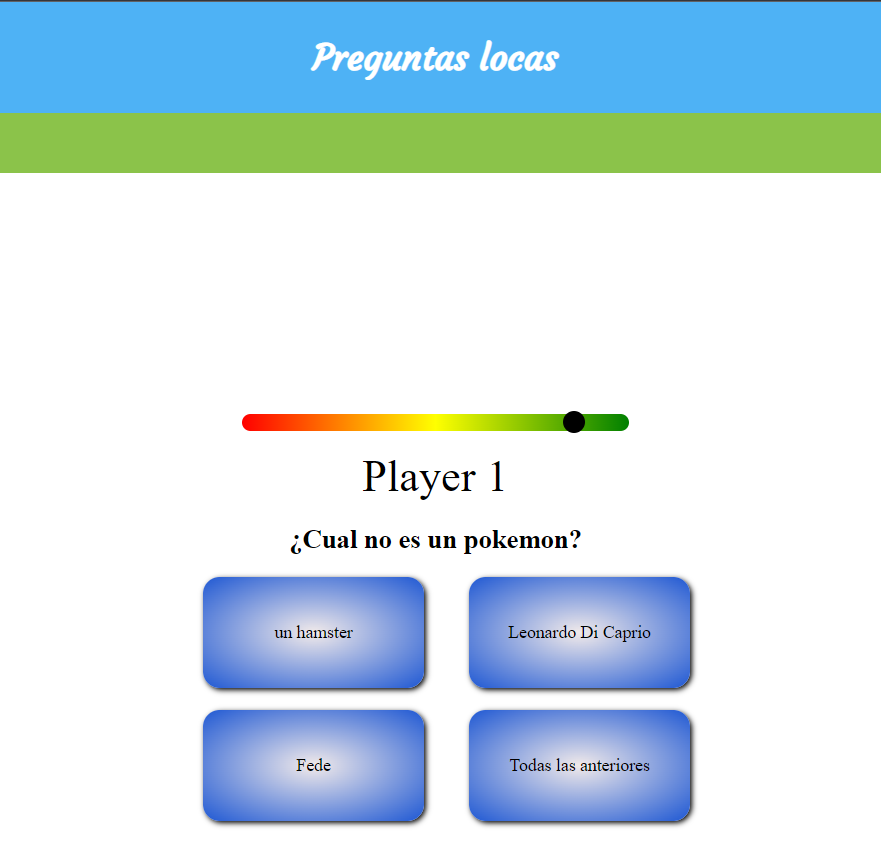 Preguntas locas
Player 1
¿Cual no es un pokemon?
un hamster
Leonardo Di Caprio
Fede
Todas las anteriores